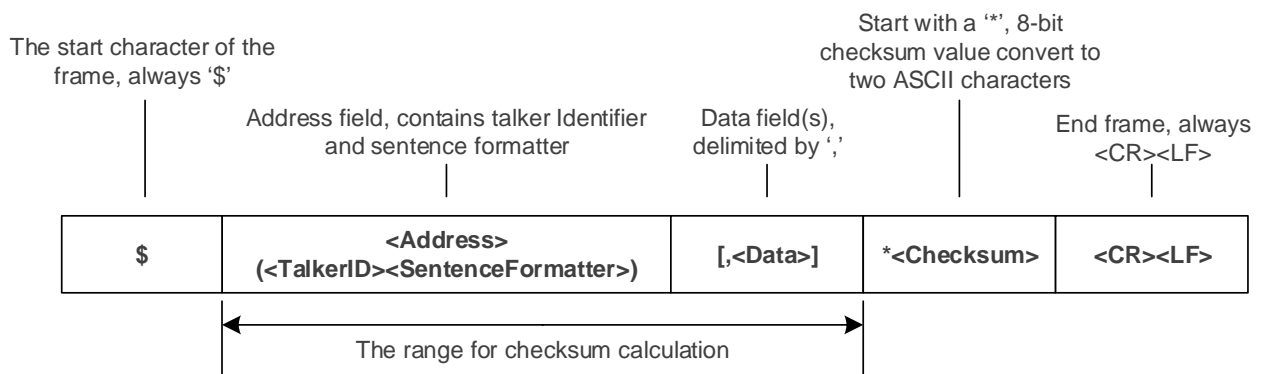 The start character of the
frame, always ‘$’
Address field, contains talker Identifier
and sentence formatter
Data field(s),
delimited by ‘,’
Start with a ‘*’, 8-bit
checksum value convert to
two ASCII characters
End frame, always
<CR><LF>
$
<Address>
(<TalkerID><SentenceFormatter>)
[,<Data>]
*<Checksum>
<CR><LF>
The range for checksum calculation